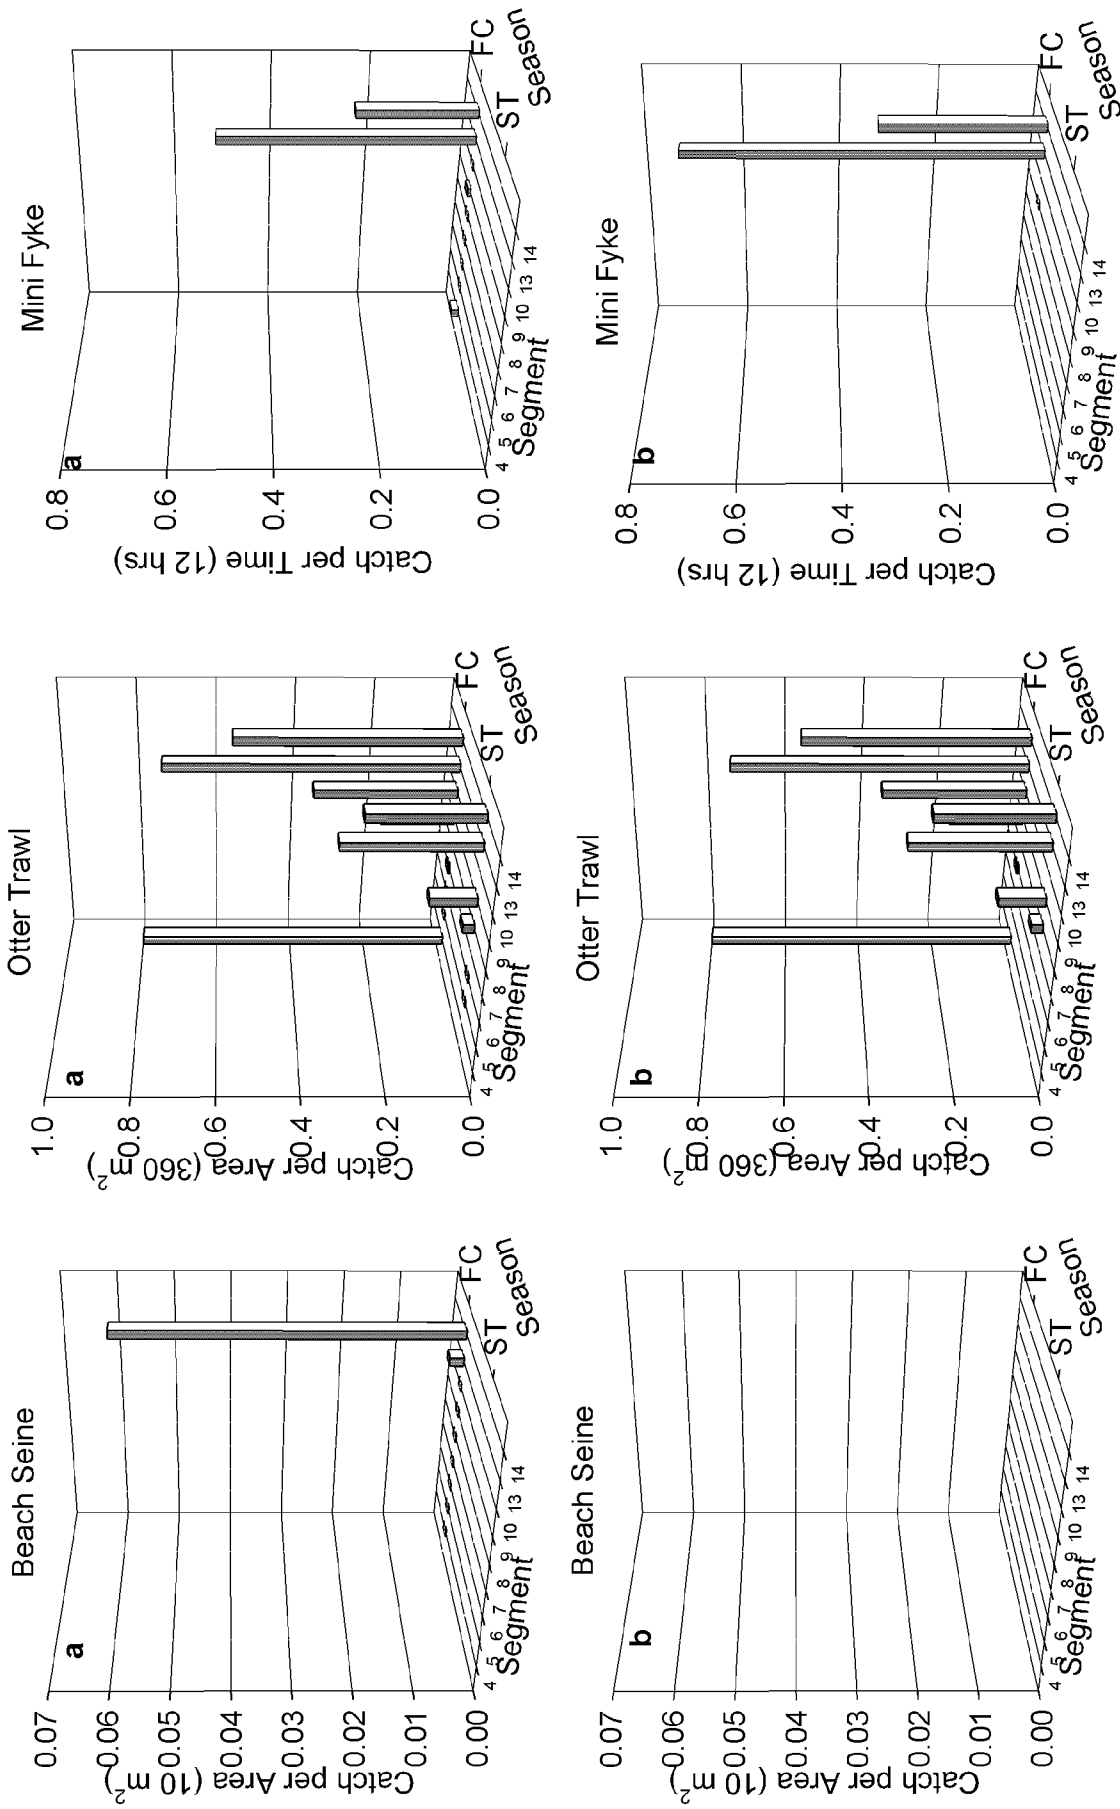 Beach Seine
a
0.07
0.06
0.05
0.04
0.03
0.02
0.01
0.00
Catch per Area (10 m²)
4
5
6
7
8
9
10
13
14
Segment
ST
FC
Season
Otter Trawl
a
1.0
0.8
0.6
0.4
0.2
0.0
Catch per Area (360 m²)
4
5
6
7
8
9
10
13
14
Segment
ST
FC
Season
Mini Fyke
a
0.8
0.6
0.4
0.2
0.0
Catch per Time (12 hrs)
4
5
6
7
8
9
10
13
14
Segment
ST
FC
Season
Beach Seine
b
0.07
0.06
0.05
0.04
0.03
0.02
0.01
0.00
Catch per Area (10 m²)
4
5
6
7
8
9
10
13
14
Segment
ST
FC
Season
Otter Trawl
b
1.0
0.8
0.6
0.4
0.2
0.0
Catch per Area (360 m²)
4
5
6
7
8
9
10
13
14
Segment
ST
FC
Season
Mini Fyke
b
0.8
0.6
0.4
0.2
0.0
Catch per Time (12 hrs)
4
5
6
7
8
9
10
13
14
Segment
ST
FC
Season